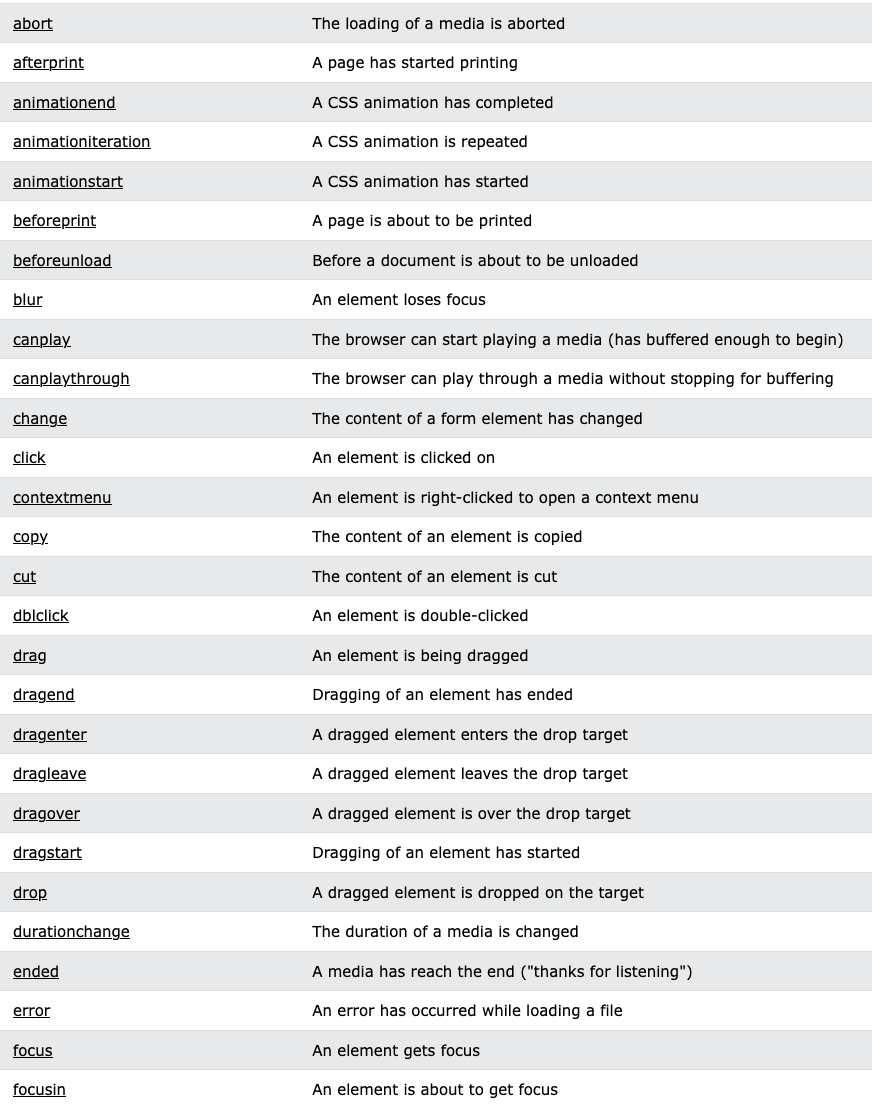 abort The loading of a media is aborted
afterprint A page has started printing
animationend A CSS animation has completed
animationiteration A CSS animation is repeated
animationstart A CSS animation has started
beforeprint A page is about to be printed
beforeunload Before a document is about to be unloaded
blur An element loses focus
canplay The browser can start playing a media (has buffered enough to begin)
canplaythrough The browser can play through a media without stopping for buffering
change The content of a form element has changed
click An element is clicked on
contextmenu An element is right-clicked to open a context menu
copy The content of an element is copied
cut The content of an element is cut
dblclick An element is double-clicked
drag An element is being dragged
dragend Dragging of an element has ended
dragenter A dragged element enters the drop target
dragleave A dragged element leaves the drop target
dragover A dragged element is over the drop target
dragstart Dragging of an element has started
drop A dragged element is dropped on the target
durationchange The duration of a media is changed
ended A media has reach the end ("thanks for listening")
error An error has occurred while loading a file
focus An element gets focus
focusin An element is about to get focus